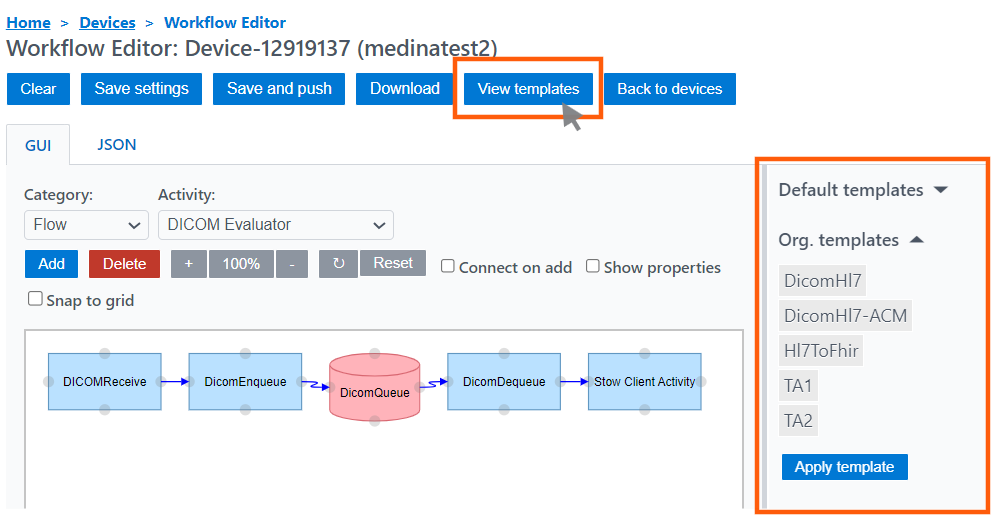 Home > Devices > Workflow Editor
Workflow Editor: Device-12919137 (medinatest2)
Clear Save settings Save and push Download View templates Back to devices
GUI JSON
Category: Activity:
Flow DICOM Evaluator
Add Delete + 100% - ↻ Reset Connect on add Show properties
Snap to grid
DICOMReceive DicomEnqueue DicomQueue DicomDequeue Stow Client Activity
Default templates
Org. templates
DicomHl7
DicomHl7-ACM
Hl7ToFhir
TA1
TA2
Apply template